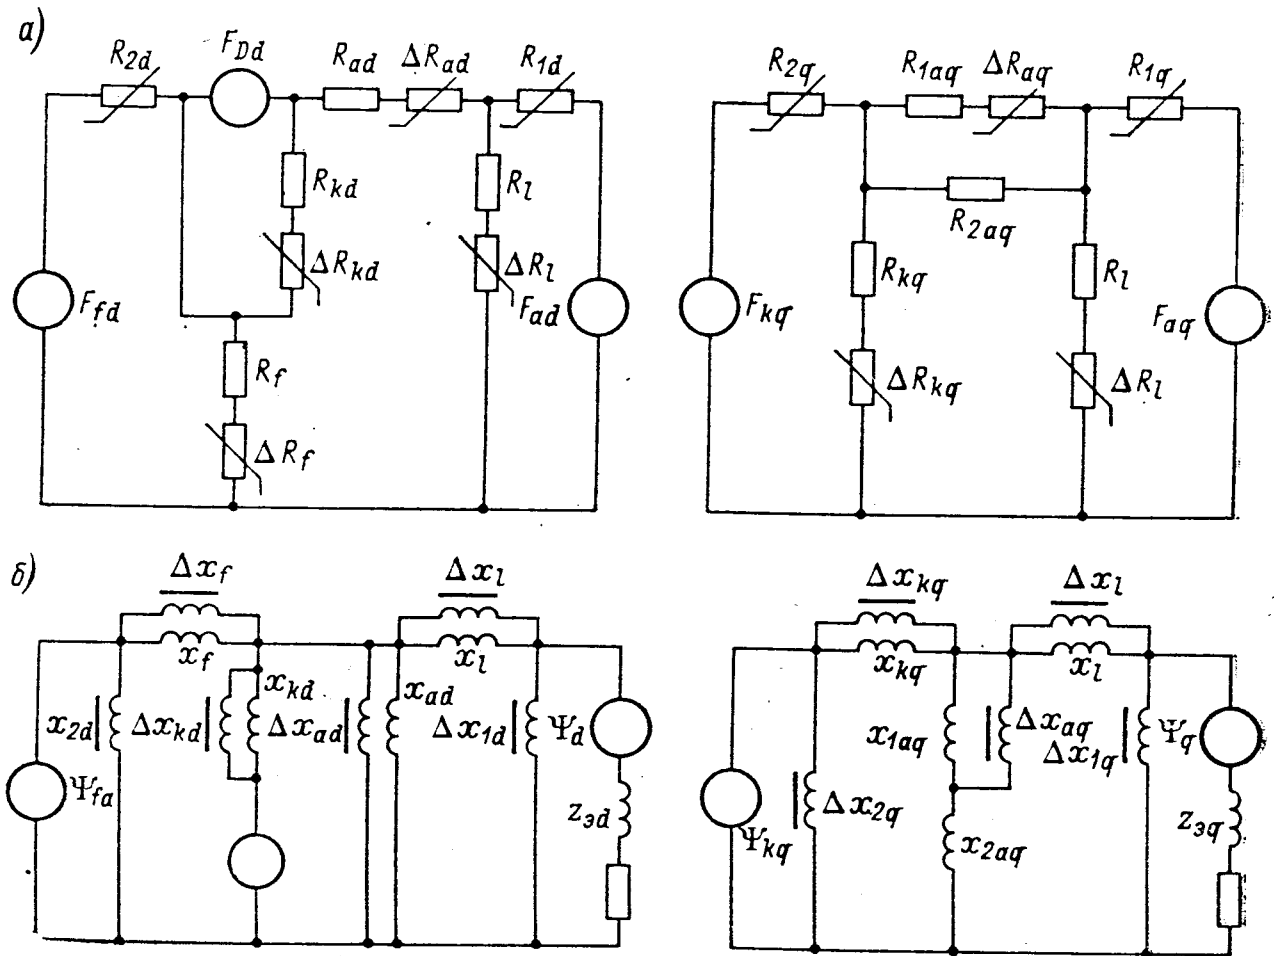 а)
R2d
FDd
Rad
ΔRad
R1d
Rkd
Rl
ΔRkd
ΔRl
Ffd
Fad
Rf
ΔRf
R2q
R1aq
ΔRaq
R1q
R2aq
Rkq
Rl
Fkq
Faq
ΔRkq
ΔRl
б)
Δxf
Δxl
xf
xl
xkd
xad
x2d
Δxkd
Δxad
Δx1d
Ψd
Ψfa
zэd
Δxkq
Δxl
xkq
xl
x1aq
Δxaq
Δx1q
Ψq
Ψkq
Δx2q
x2aq
zэq